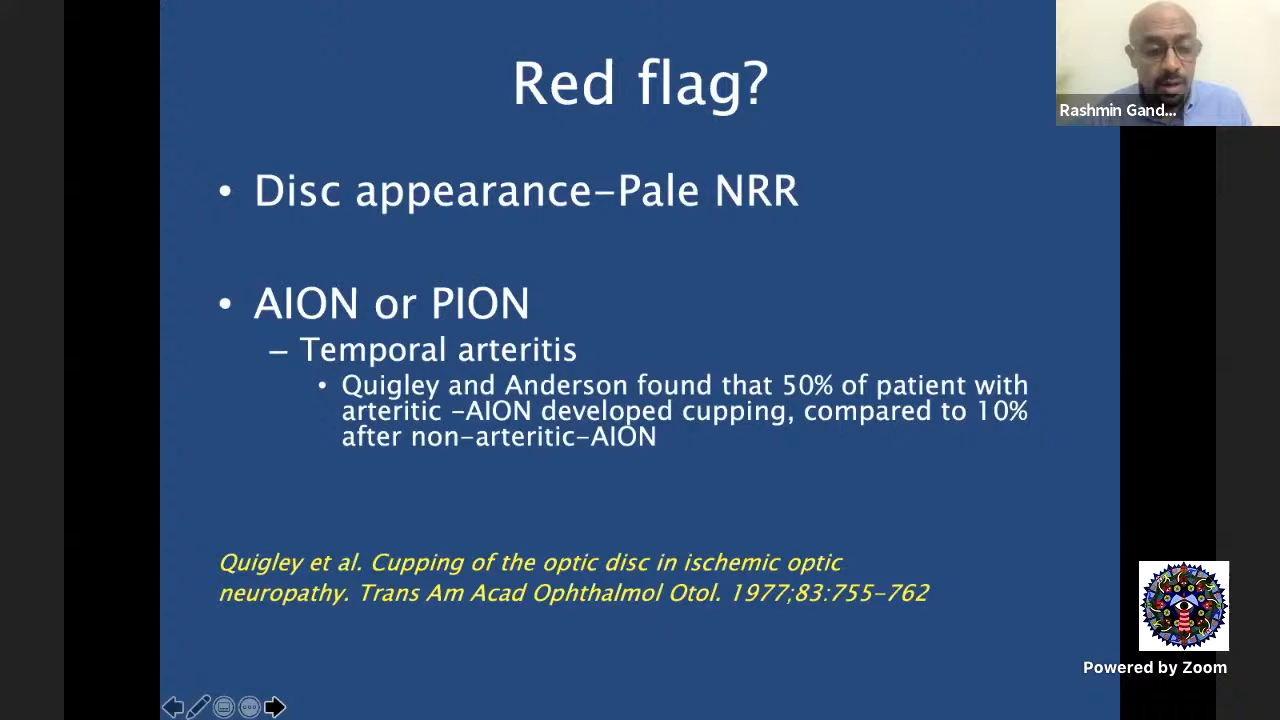 Red flag?
Rashmin Gand...
• Disc appearance-Pale NRR
• AION or PION
– Temporal arteritis
• Quigley and Anderson found that 50% of patient with
arteritic -AION developed cupping, compared to 10%
after non-arteritic-AION
Quigley et al. Cupping of the optic disc in ischemic optic
neuropathy. Trans Am Acad Ophthalmol Otol. 1977;83:755-762
Powered by Zoom